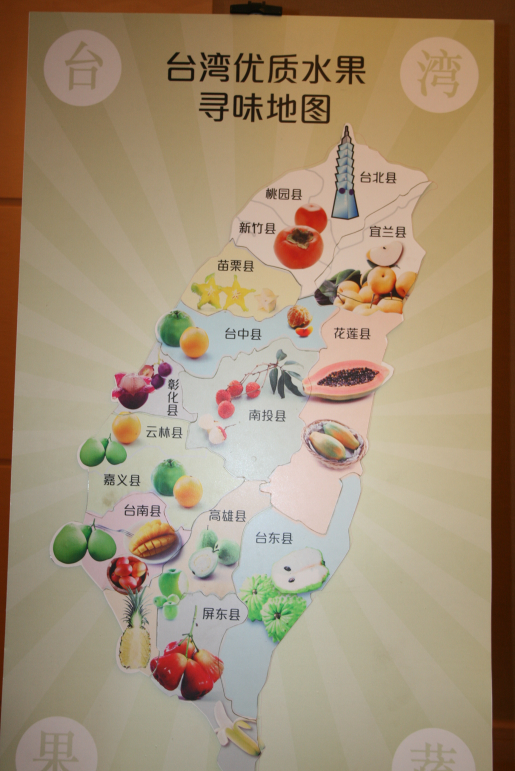 台
湾
台湾优质水果
寻味地图
台北县
桃园县
新竹县
宜兰县
苗栗县
台中县
花莲县
彰化县
南投县
云林县
嘉义县
台南县
高雄县
台东县
屏东县
果
蔬